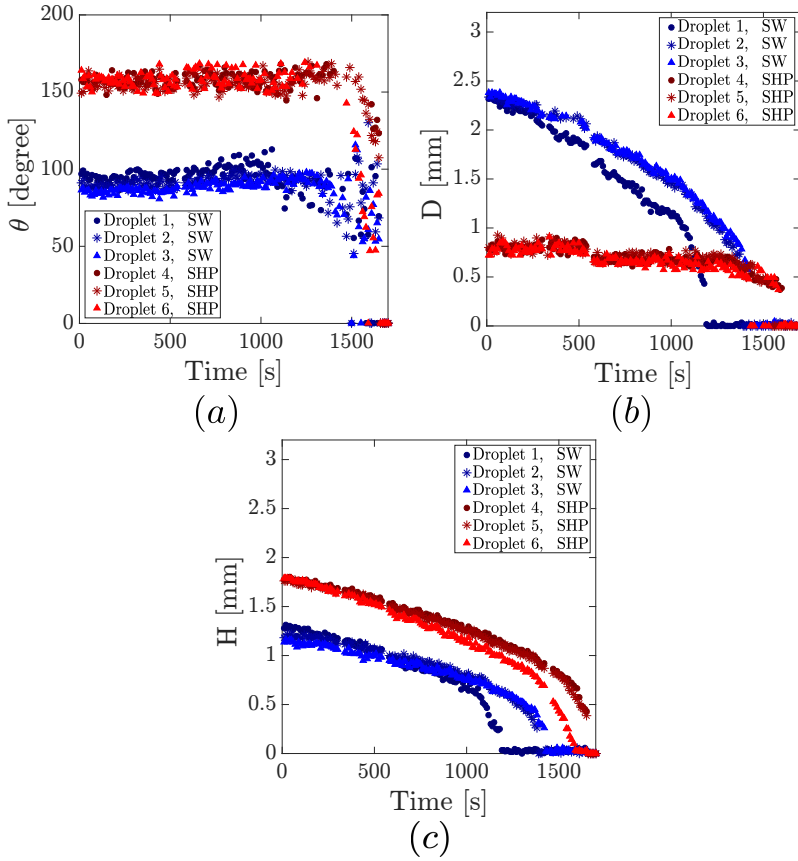 200
150
100
50
0
θ [degree]
Droplet 1, SW
Droplet 2, SW
Droplet 3, SW
Droplet 4, SHP
Droplet 5, SHP
Droplet 6, SHP
0 500 1000 1500
Time [s]
(a)
3
2.5
2
1.5
1
0.5
0
D [mm]
Droplet 1, SW
Droplet 2, SW
Droplet 3, SW
Droplet 4, SHP
Droplet 5, SHP
Droplet 6, SHP
0 500 1000 1500
Time [s]
(b)
3
2.5
2
1.5
1
0.5
0
H [mm]
Droplet 1, SW
Droplet 2, SW
Droplet 3, SW
Droplet 4, SHP
Droplet 5, SHP
Droplet 6, SHP
0 500 1000 1500
Time [s]
(c)